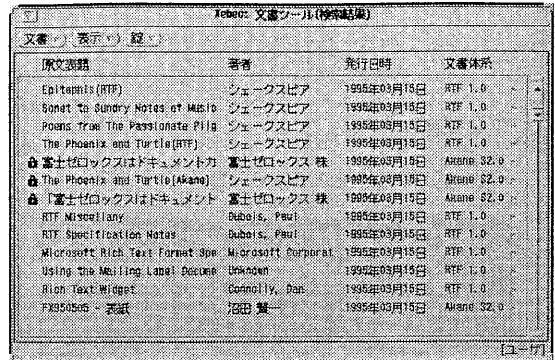 Xebec: 文書ツール(検索結果)
文書 表示 錠
原文表題 著者 発行日時 文書体系
Epitaphis(RTF) シェークスピア 1995年03月15日 RTF 1.0
Sonet to Sundry Notes of Music シェークスピア 1995年03月15日 RTF 1.0
Poems from The Passionate Pilg シェークスピア 1995年03月15日 RTF 1.0
The Phoenix and Turtle(RTF) シェークスピア 1995年03月15日 RTF 1.0
富士ゼロックスはドキュメントカ 富士ゼロックス 株 1995年03月15日 Akane S2.0
The Phoenix and Turtle(Akane) シェークスピア 1995年03月15日 Akane S2.0
「富士ゼロックスはドキュメント 富士ゼロックス 株 1995年03月15日 Akane S2.0
RTF Miscellany Dubois, Paul 1995年03月15日 RTF 1.0
RTF Specification Notes Dubois, Paul 1995年03月15日 RTF 1.0
Microsoft Rich Text Format Spe Microsoft Corporat 1995年03月15日 RTF 1.0
Using the Mailing Label Docume Unknown 1995年03月15日 RTF 1.0
Rich Text Widget Connolly, Dan 1995年03月15日 RTF 1.0
FX950505 - 表紙 沼田 賢一 1995年03月15日 Akane S2.0
[ユーザ]